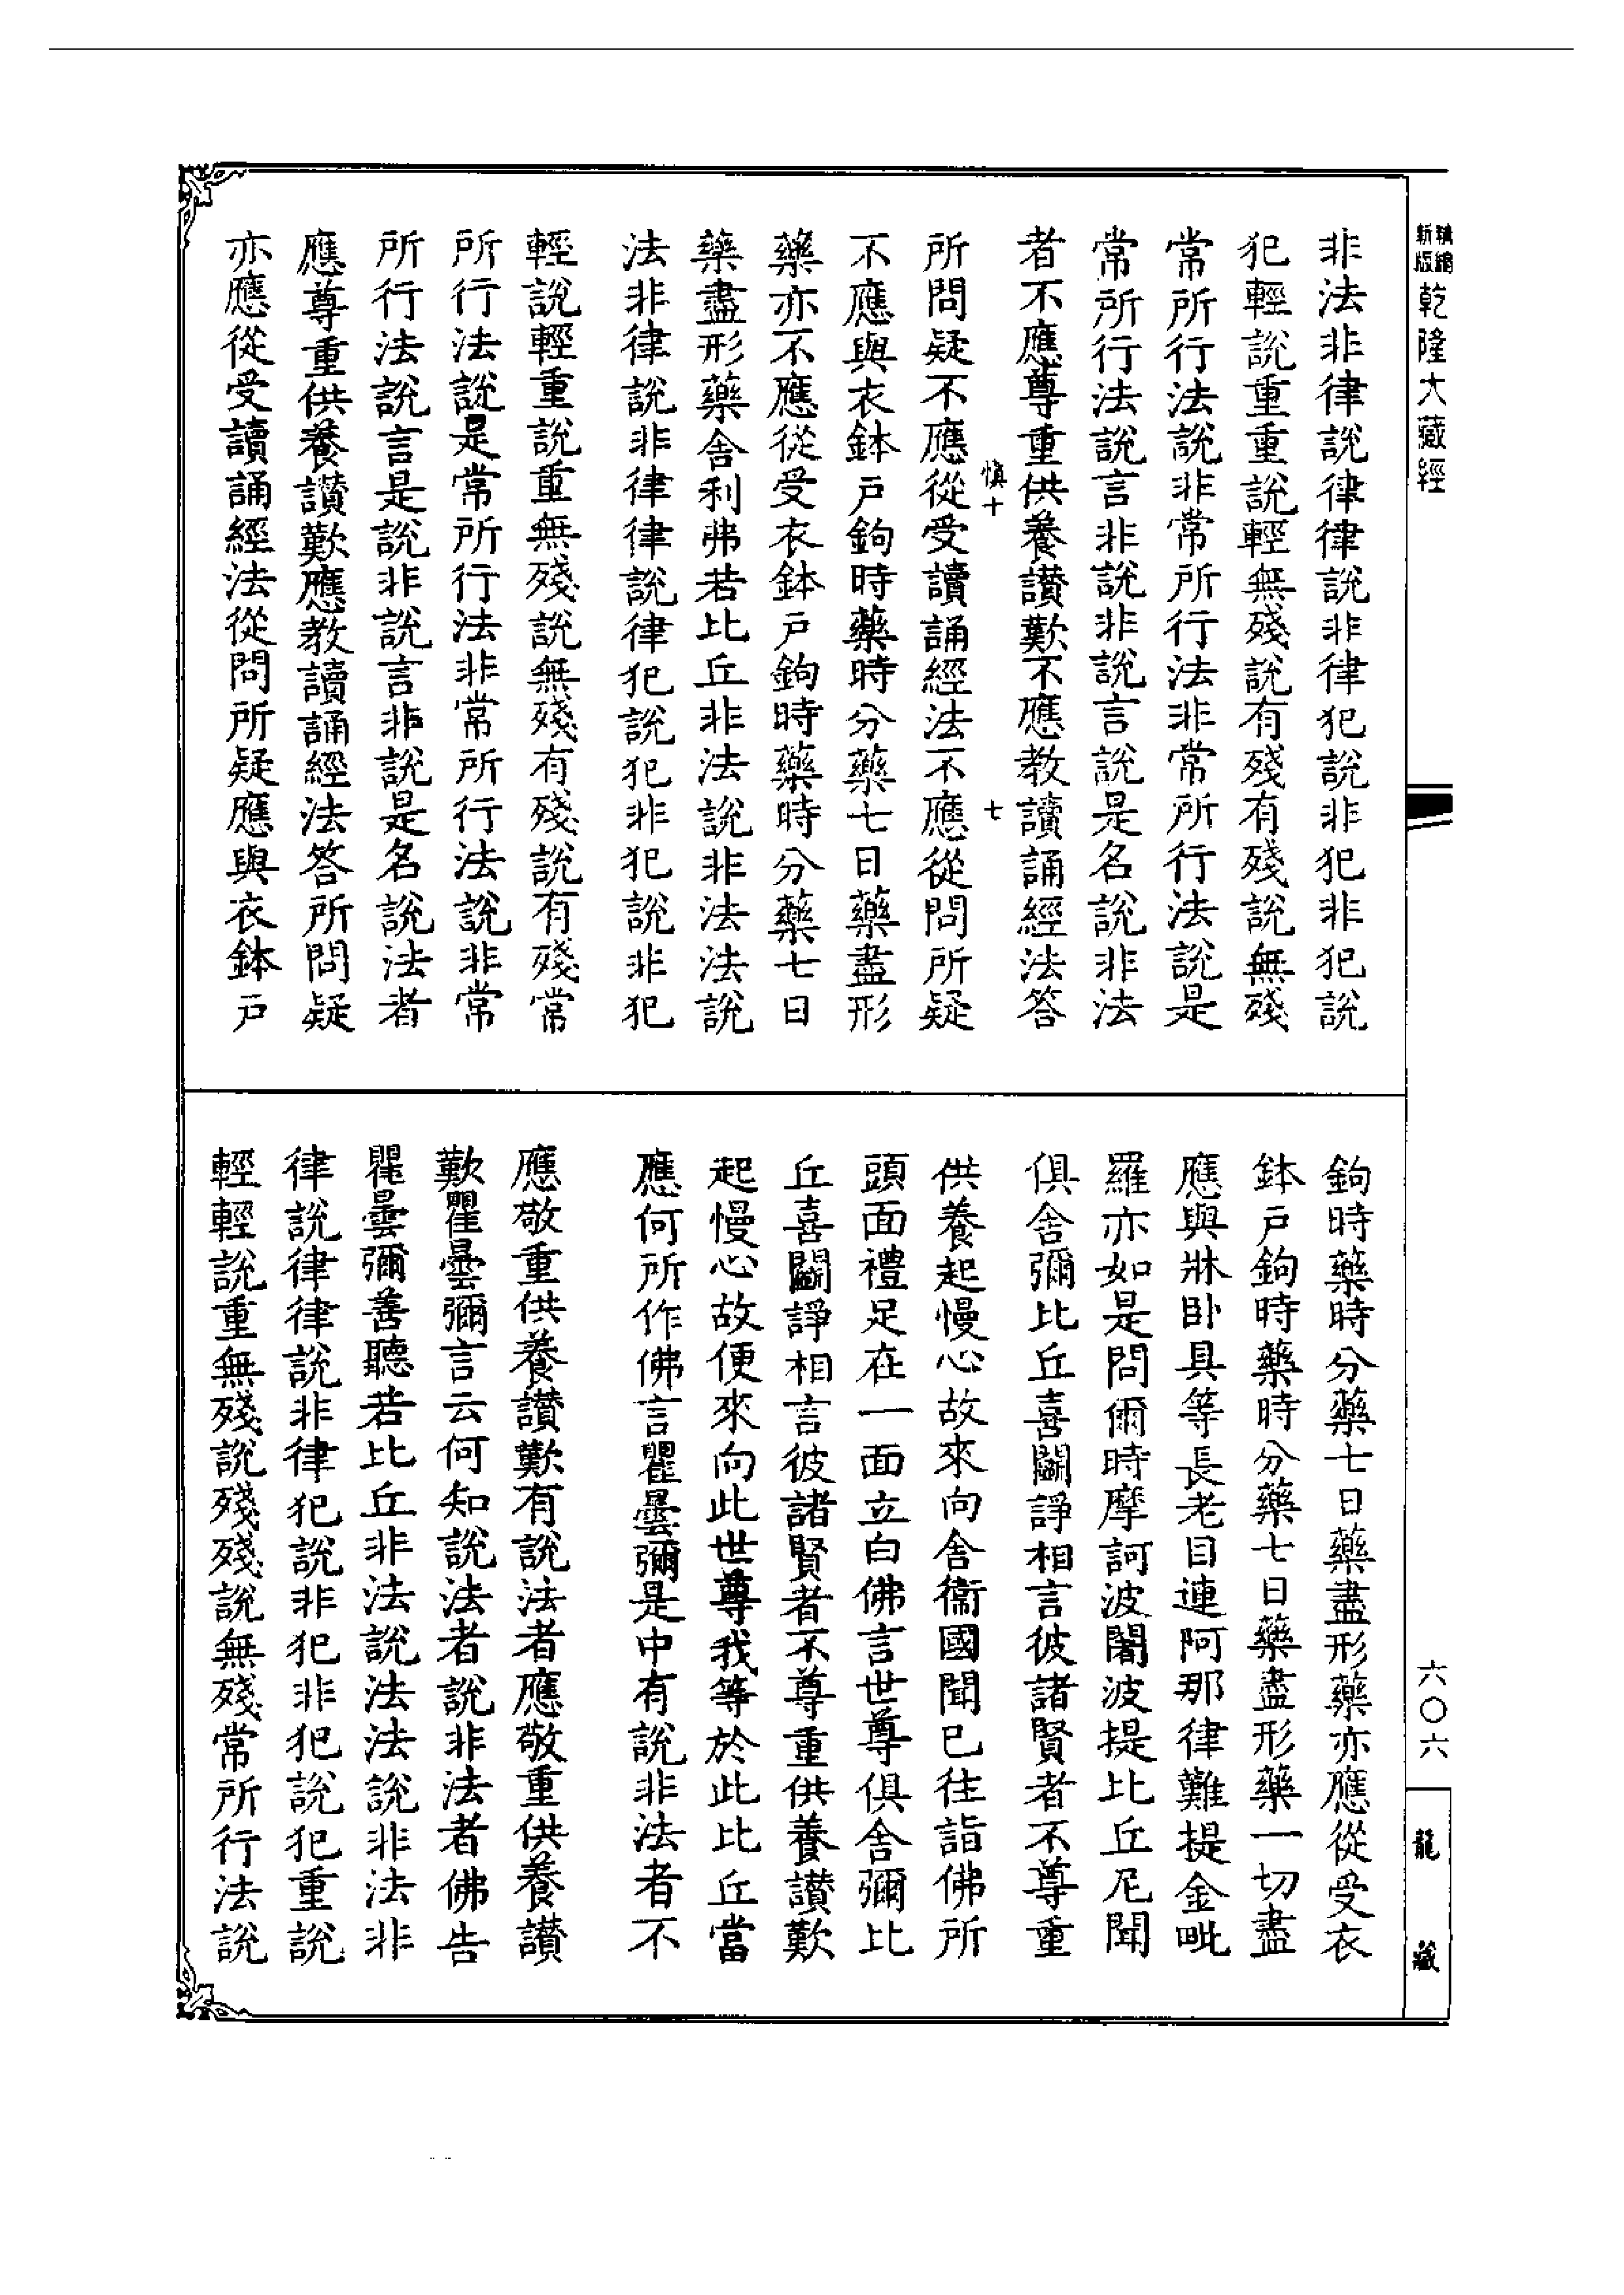 新版精縮乾隆大藏經
非法非律說律律說非律犯說非犯非犯說
犯輕說重重說輕無殘說有殘有殘說無殘
常所行法說非常所行法非常所行法說是
常所行法說言非說非說言說是名說非法
者不應尊重供養讚歎不應教讀誦經法答
慎十 七
所問疑不應從受讀誦經法不應從問所疑
不應與衣鉢戶鉤時藥時分藥七日藥盡形
藥亦不應從受衣鉢戶鉤時藥時分藥七日
藥盡形藥舍利弗若比丘非法說非法法說
法非律說非律律說律犯說犯非犯說非犯
輕說輕重說重無殘說無殘有殘說有殘常
所行法說是常所行法非常所行法說非常
所行法說言是說非說言非說是名說法者
應尊重供養讚歎應教讀誦經法答所問疑
亦應從受讀誦經法從問所疑應與衣鉢戶
鉤時藥時分藥七日藥盡形藥亦應從受衣
鉢戶鉤時藥時分藥七日藥盡形藥一切盡
應與牀臥具等長老目連阿那律難提金毗
羅亦如是問爾時摩訶波闍波提比丘尼聞
俱舍彌比丘喜鬬諍相言彼諸賢者不尊重
供養起慢心故來向舍衞國聞已往詣佛所
頭面禮足在一面立白佛言世尊俱舍彌比
丘喜鬬諍相言彼諸賢者不尊重供養讚歎
起慢心故便來向此世尊我等於此比丘當
應何所作佛言瞿曇彌是中有說非法者不
應敬重供養讚歎有說法者應敬重供養讚
歎瞿曇彌言云何知說法者說非法者佛告
瞿曇彌善聽若比丘非法說法法說非法非
律說律律說非律犯說非犯非犯說犯重說
輕輕說重無殘說殘殘說無殘常所行法說
六〇六
龍藏